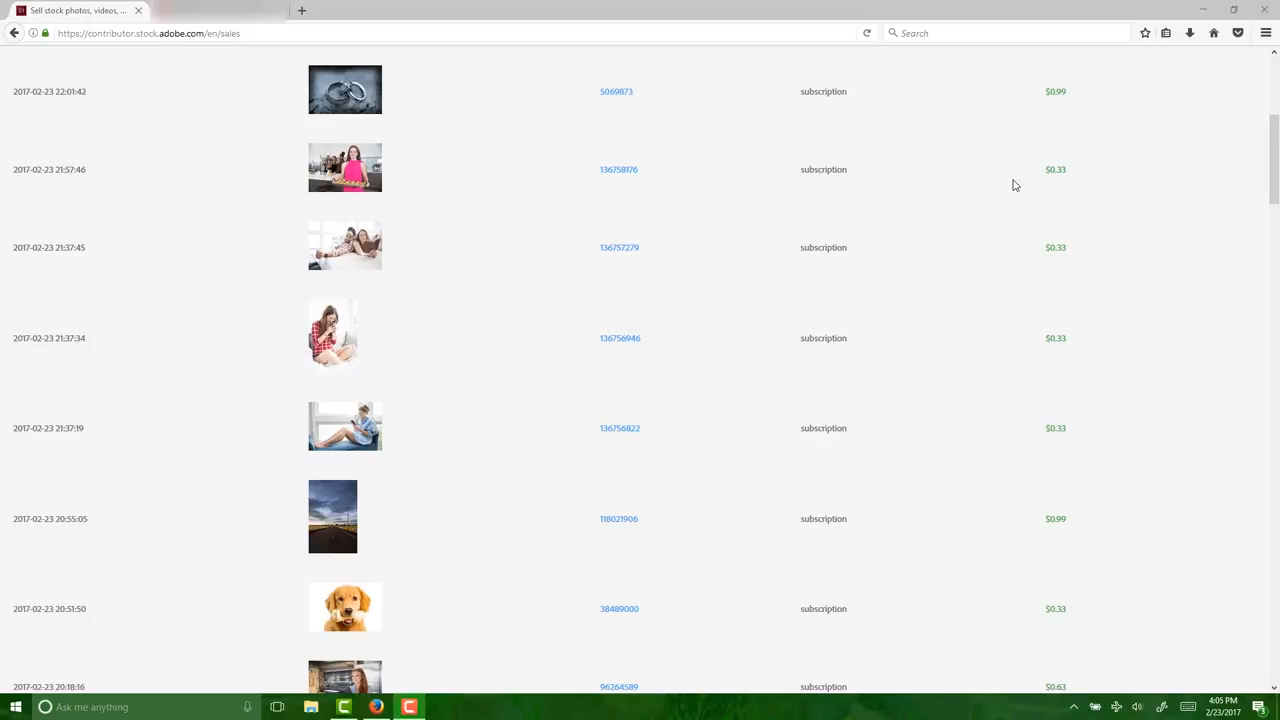 Sell stock photos, videos, ...
https://contributor.stock.adobe.com/en/sales
Search
2017-02-23 22:01:42 5069873 subscription $0.99
2017-02-23 21:57:46 136758176 subscription $0.33
2017-02-23 21:37:45 136757279 subscription $0.33
2017-02-23 21:37:34 136756946 subscription $0.33
2017-02-23 21:37:19 136756822 subscription $0.33
2017-02-23 20:55:05 118021906 subscription $0.99
2017-02-23 20:51:50 38489000 subscription $0.33
2017-02-23 20:18:16 96264589 subscription $0.63
Ask me anything
4:05 PM
2/23/2017